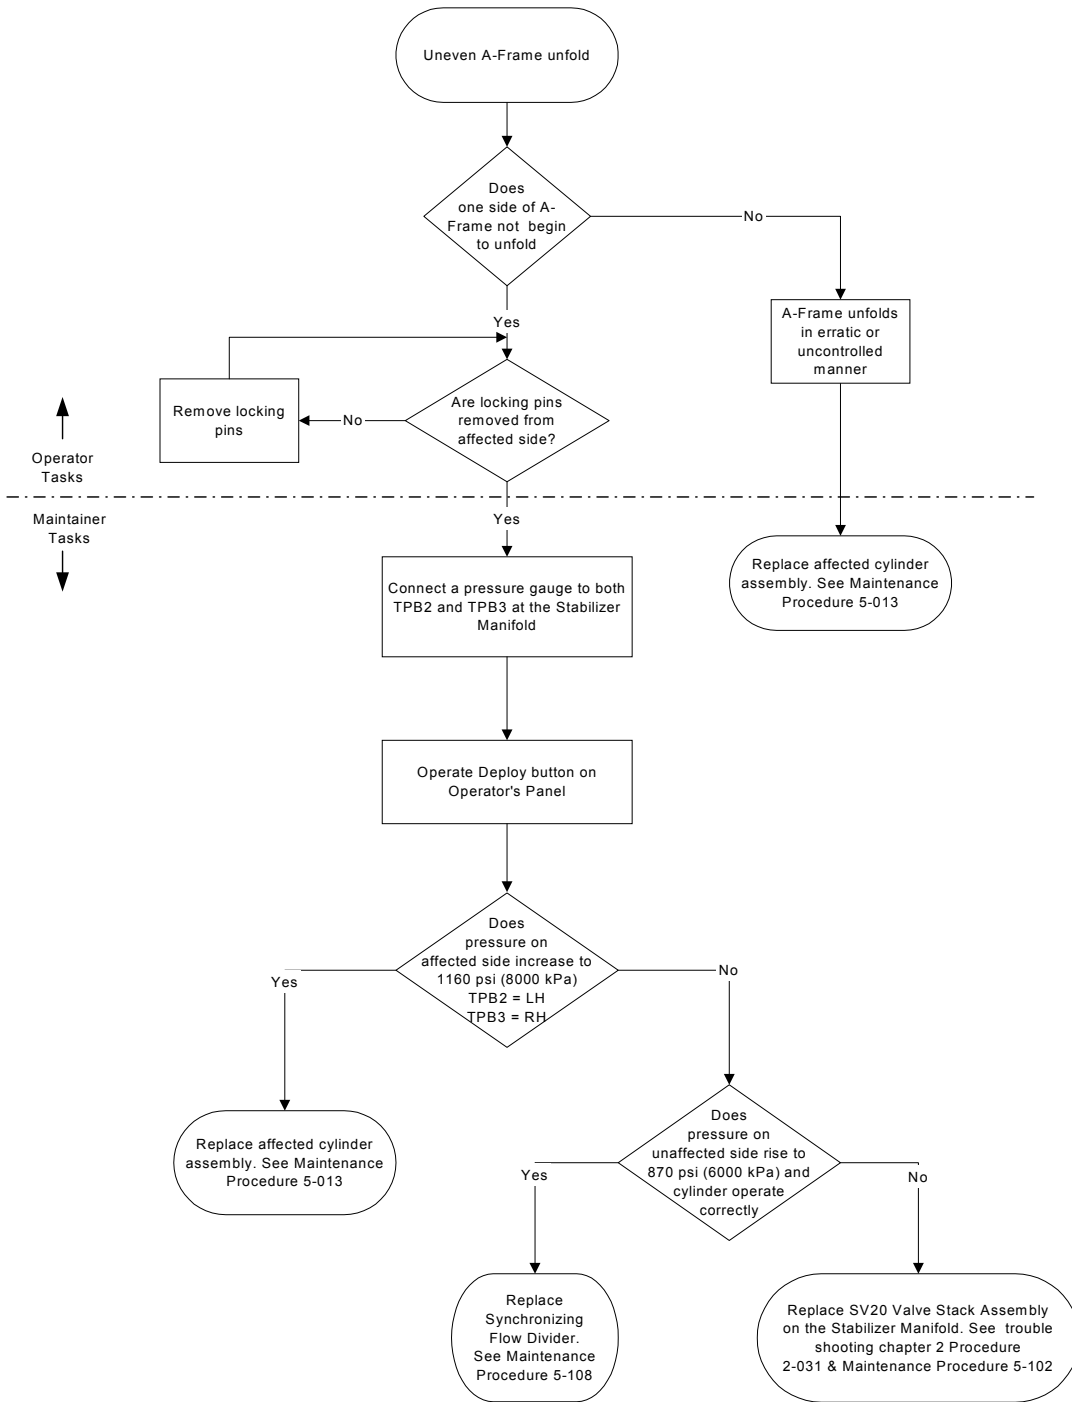 Uneven A-Frame unfold
Does
one side of A-
Frame not begin
to unfold
No
Yes
A-Frame unfolds
in erratic or
uncontrolled
manner
Remove locking
pins
No
Are locking pins
removed from
affected side?
Operator
Tasks
Maintainer
Tasks
Yes
Replace affected cylinder
assembly. See Maintenance
Procedure 5-013
Connect a pressure gauge to both
TPB2 and TPB3 at the Stabilizer
Manifold
Operate Deploy button on
Operator's Panel
Does
pressure on
affected side increase to
1160 psi (8000 kPa)
TPB2 = LH
TPB3 = RH
Yes
No
Replace affected cylinder
assembly. See Maintenance
Procedure 5-013
Does
pressure on
unaffected side rise to
870 psi (6000 kPa) and
cylinder operate
correctly
Yes
No
Replace
Synchronizing
Flow Divider.
See Maintenance
Procedure 5-108
Replace SV20 Valve Stack Assembly
on the Stabilizer Manifold. See trouble
shooting chapter 2 Procedure
2-031 & Maintenance Procedure 5-102